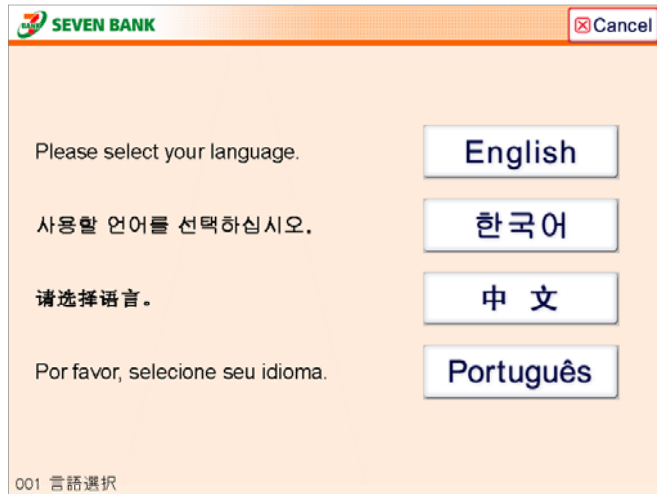 SEVEN BANK
Cancel
Please select your language.
English
사용할 언어를 선택하십시오.
한국어
请选择语言。
中 文
Por favor, selecione seu idioma.
Português
001 言語選択